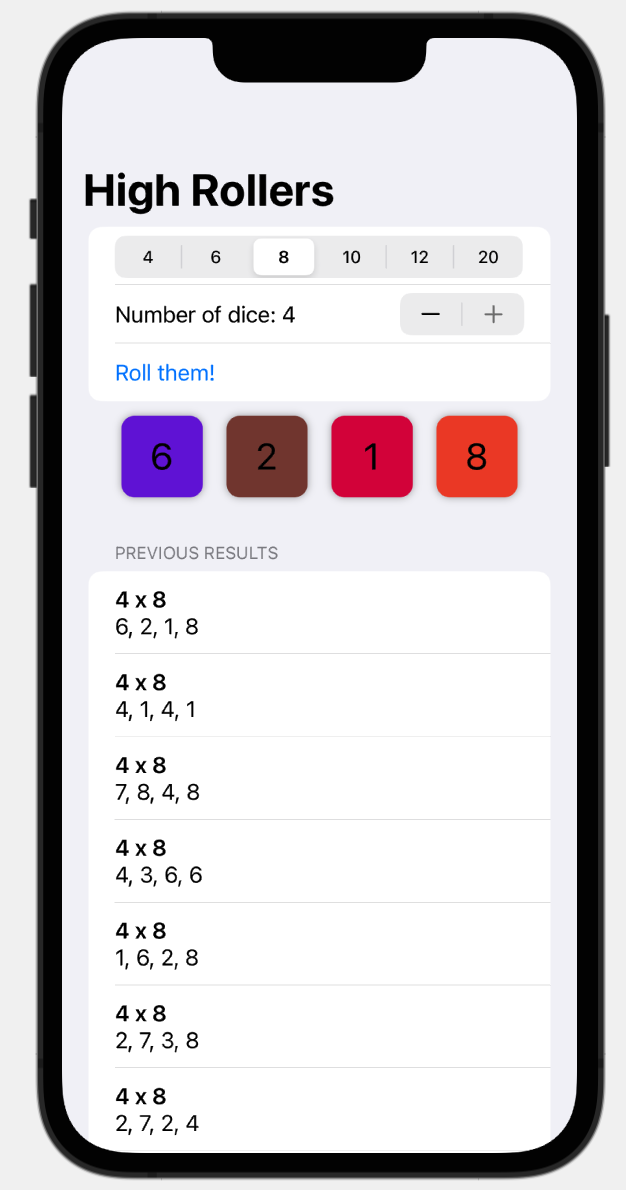 High Rollers
4 6 8 10 12 20
Number of dice: 4 − +
Roll them!
6 2 1 8
PREVIOUS RESULTS
4 x 8
6, 2, 1, 8
4 x 8
4, 1, 4, 1
4 x 8
7, 8, 4, 8
4 x 8
4, 3, 6, 6
4 x 8
1, 6, 2, 8
4 x 8
2, 7, 3, 8
4 x 8
2, 7, 2, 4